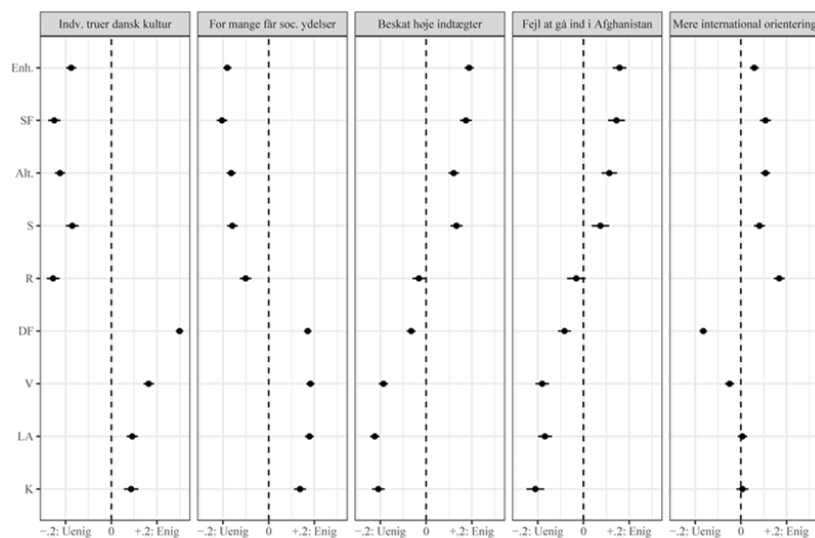 Indv. truer dansk kultur
For mange får soc. ydelser
Beskat høje indtægter
Fejl at gå ind i Afghanistan
Mere international orientering
Enh.
SF
Alt.
S
R
DF
V
LA
K
−.2: Uenig 0 +.2: Enig
−.2: Uenig 0 +.2: Enig
−.2: Uenig 0 +.2: Enig
−.2: Uenig 0 +.2: Enig
−.2: Uenig 0 +.2: Enig